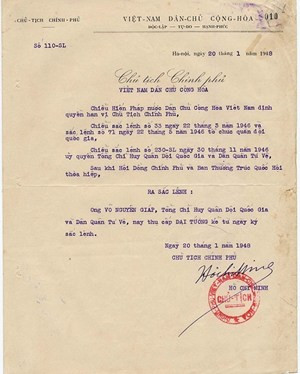 CHỦ-TỊCH CHÍNH-PHỦ
VIỆT-NAM DÂN-CHỦ CỘNG-HÒA
010
ĐỘC-LẬP — TỰ-DO — HẠNH-PHÚC
Số 110-SL
Hà-nội, ngày 20 tháng 1 năm 1948
Chủ tịch Chính phủ
VIỆT NAM DÂN CHỦ CỘNG HÒA
Chiếu Hiến Pháp nước Dân Chủ Cộng Hòa Việt Nam định
quyền hạn vị Chủ Tịch Chính Phủ,
Chiếu sắc lệnh số 33 ngày 22 tháng 3 năm 1946 và
sắc lệnh số 71 ngày 22 tháng 5 năm 1946 tổ chức quân đội
quốc gia,
Chiếu sắc lệnh số 230-SL ngày 30 tháng 11 năm 1946
uỷ quyền Tổng Chỉ Huy Quân Đội Quốc Gia và Dân Quân Tự Vệ,
Sau khi Hội Đồng Chính Phủ và Ban Thường Trực Quốc Hội
thỏa hiệp,
RA SẮC LỆNH :
Ông VÕ NGUYÊN GIÁP, Tổng Chỉ Huy Quân Đội Quốc Gia
và Dân Quân Tự Vệ, nay thụ cấp ĐẠI TƯỚNG kể từ ngày ký
sắc lệnh.
Ngày 20 tháng 1 năm 1948
CHỦ TỊCH CHÍNH PHỦ
HỒ CHÍ MINH
CHỦ-TỊCH